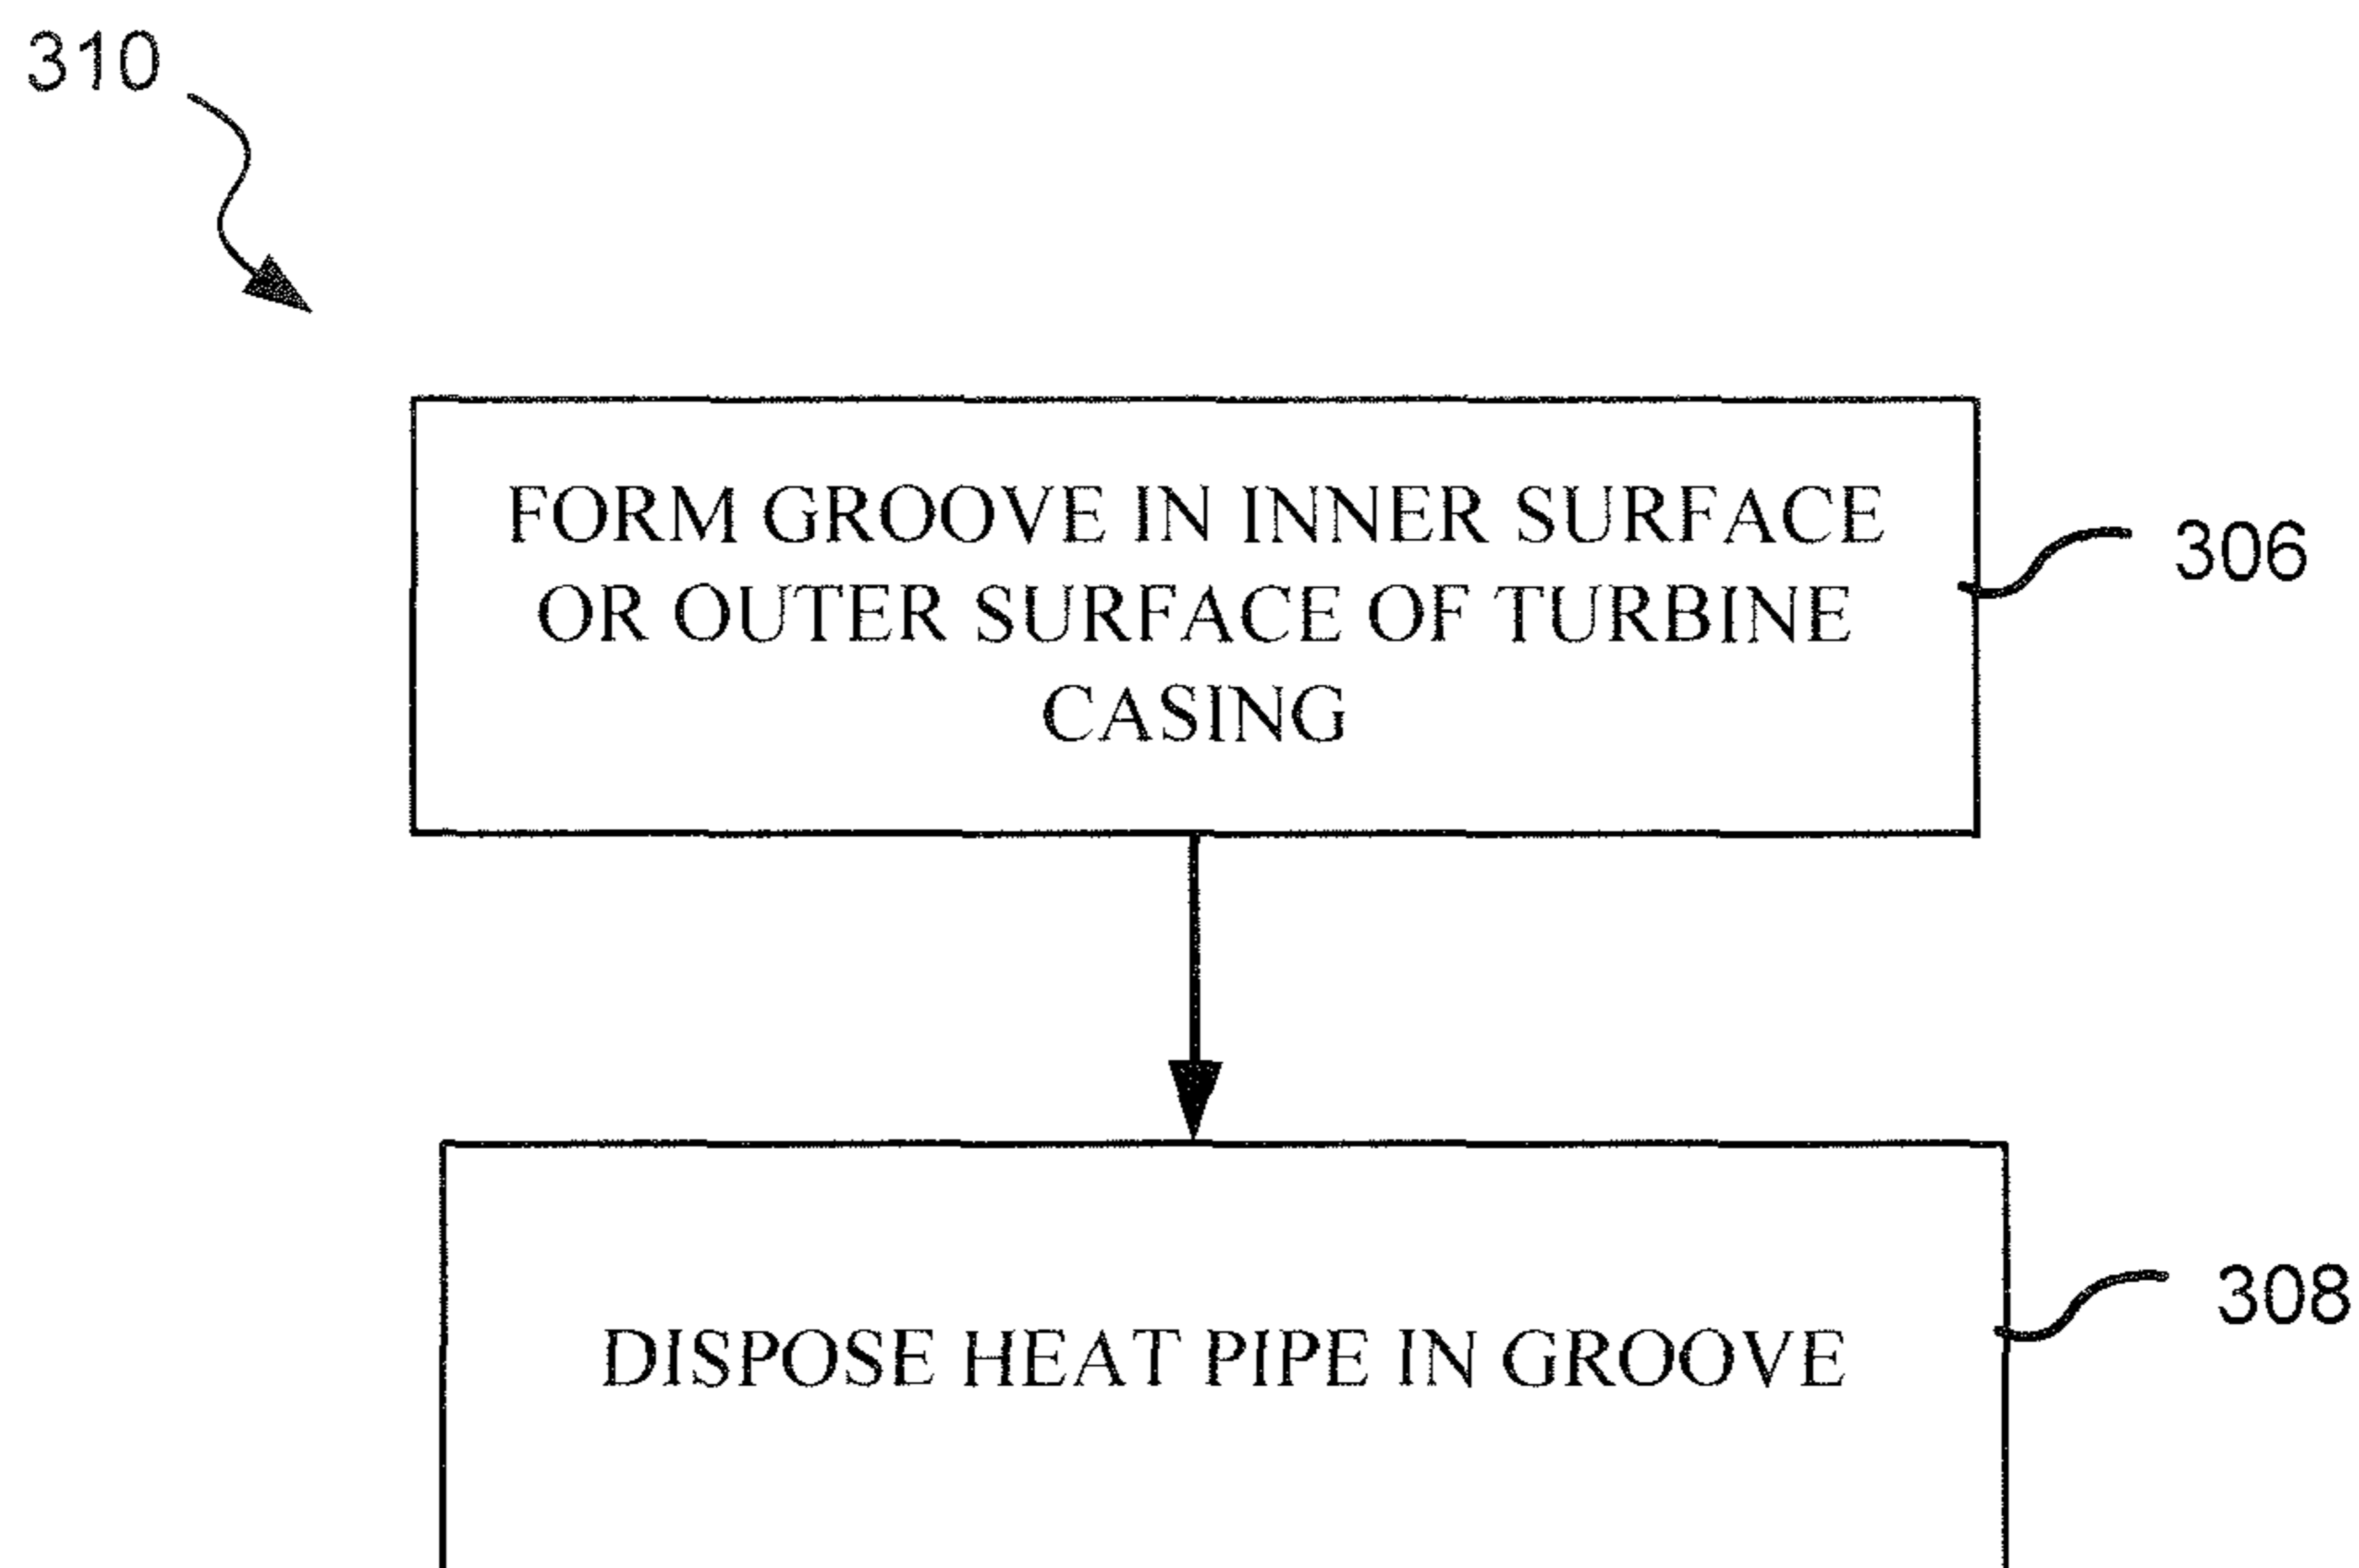 310
FORM GROOVE IN INNER SURFACE
OR OUTER SURFACE OF TURBINE
CASING
306
DISPOSE HEAT PIPE IN GROOVE
308